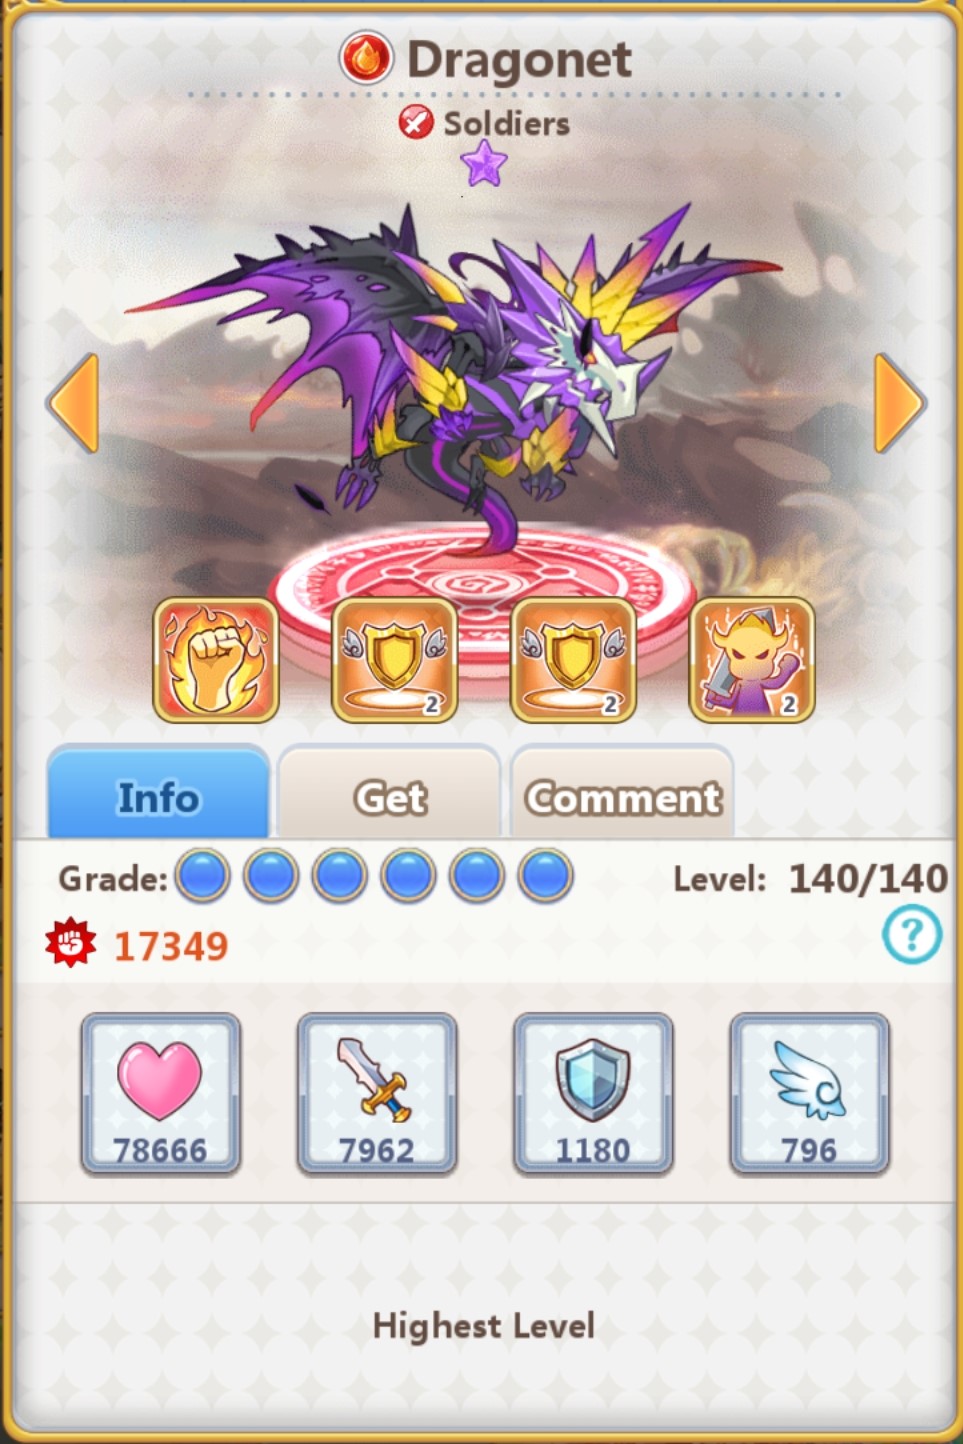 Dragonet
Soldiers
2
2
2
Info
Get
Comment
Grade:
Level: 140/140
17349
?
78666
7962
1180
796
Highest Level